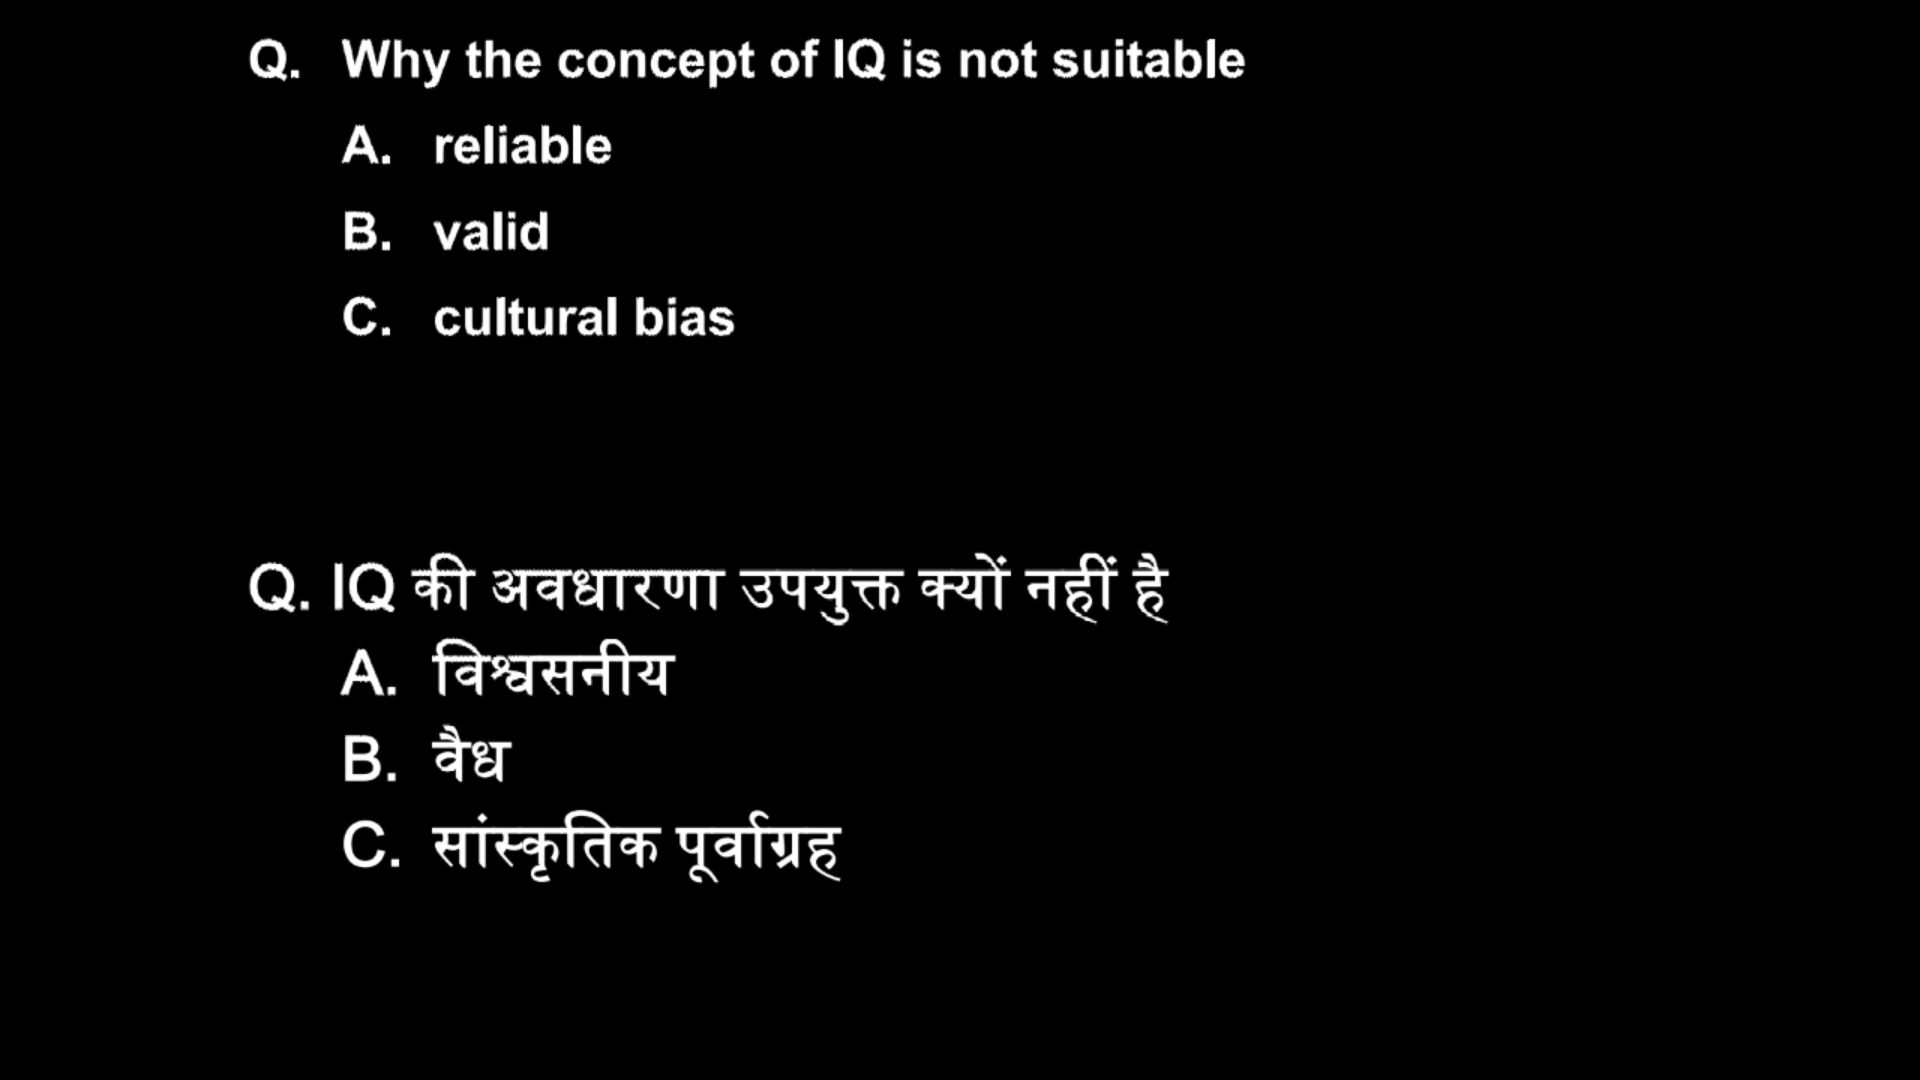 Q. Why the concept of IQ is not suitable
A. reliable
B. valid
C. cultural bias
Q. IQ की अवधारणा उपयुक्त क्यों नहीं है
A. विश्वसनीय
B. वैध
C. सांस्कृतिक पूर्वाग्रह